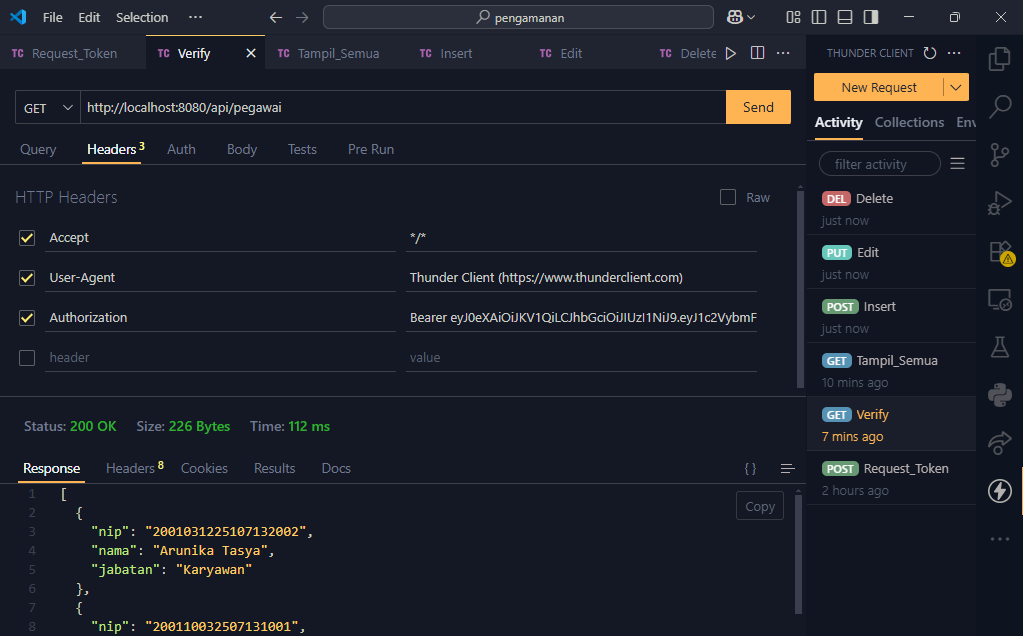 File Edit Selection ··· pengamanan
TC Request_Token TC Verify TC Tampil_Semua TC Insert TC Edit TC Delete
GET http://localhost:8080/api/pegawai Send
Query Headers 3 Auth Body Tests Pre Run
HTTP Headers Raw
Accept */*
User-Agent Thunder Client (https://www.thunderclient.com)
Authorization Bearer eyJ0eXAiOiJKV1QiLCJhbGciOiJIUzI1NiJ9.eyJ1c2VybmF
header value
Status: 200 OK Size: 226 Bytes Time: 112 ms
Response Headers 8 Cookies Results Docs { }
Copy
1 [
2 {
3 "nip": "2001031225107132002",
4 "nama": "Arunika Tasya",
5 "jabatan": "Karyawan"
6 },
7 {
8 "nip": "200110032507131001",
THUNDER CLIENT ···
New Request
Activity Collections Env
filter activity
DEL Delete
just now
PUT Edit
just now
POST Insert
just now
GET Tampil_Semua
10 mins ago
GET Verify
7 mins ago
POST Request_Token
2 hours ago